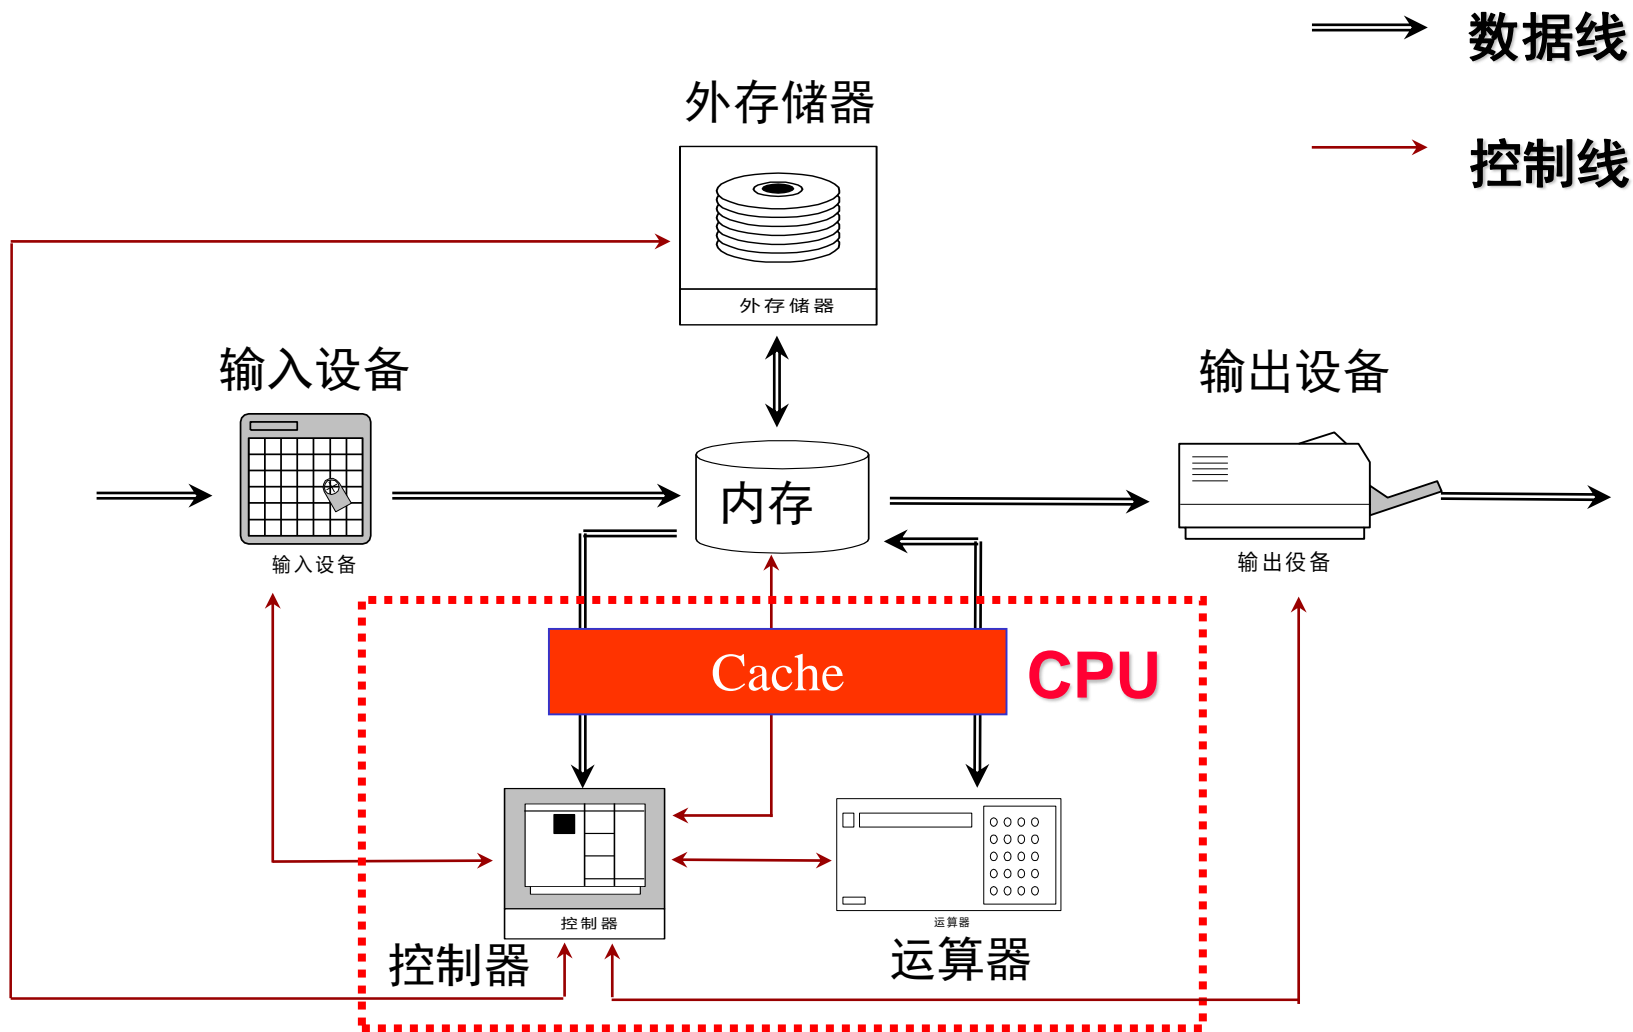 数据线
外存储器
控制线
外存储器
输入设备
输出设备
内存
输入设备
输出役备
Cache
CPU
控制器
运算器
控制器
运算器